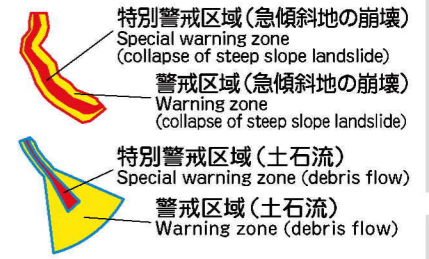 特別警戒区域(急傾斜地の崩壊)
Special warning zone
(collapse of steep slope landslide)
警戒区域(急傾斜地の崩壊)
Warning zone
(collapse of steep slope landslide)
特別警戒区域(土石流)
Special warning zone (debris flow)
警戒区域(土石流)
Warning zone (debris flow)